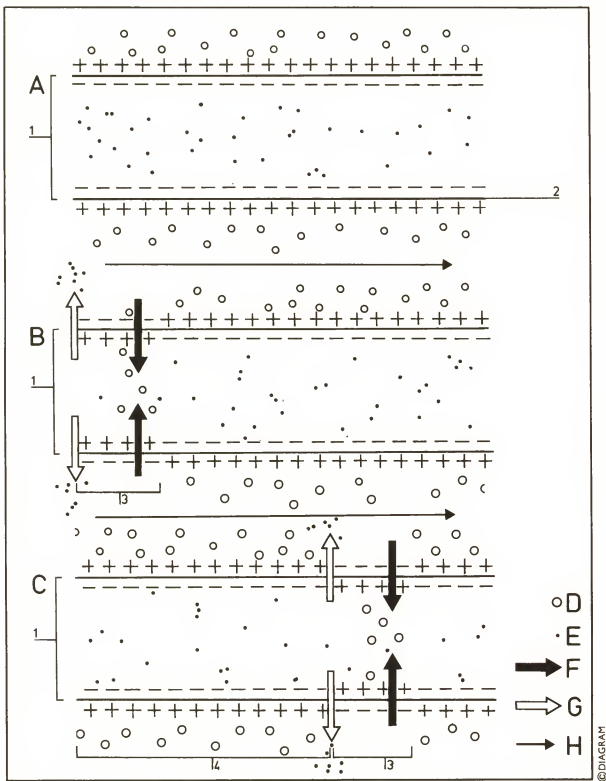 + + + + + + + + + + + + + + + + + + +
A
1
2
+ + + + + + + + + + + + + + + + + + +
+ + + + + + + + + + + + + + +
+ + + + +
B
1
+ + + + +
+ + + + + + + + + + + + + + +
3
+ + + + + + + + + + + +
+ + + +
C
1
D
E
F
G
H
+ + + +
+ + + + + + + + + + + +
4
3
© DIAGRAM